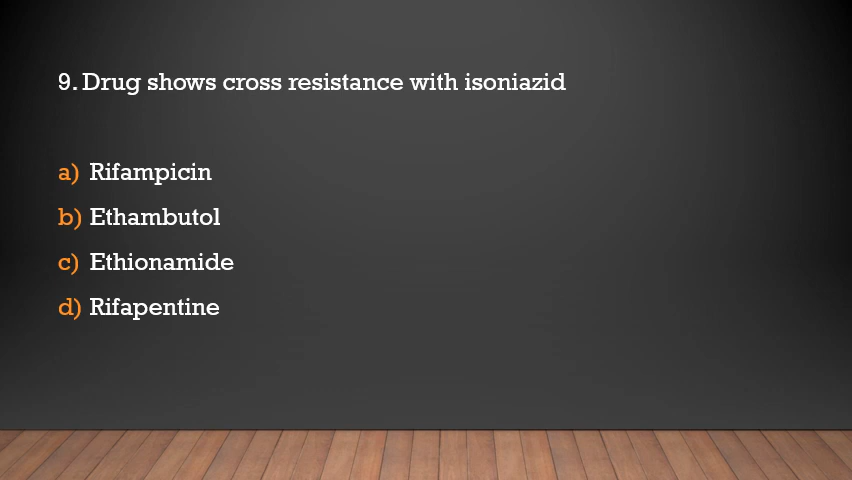 9. Drug shows cross resistance with isoniazid
a) Rifampicin
b) Ethambutol
c) Ethionamide
d) Rifapentine